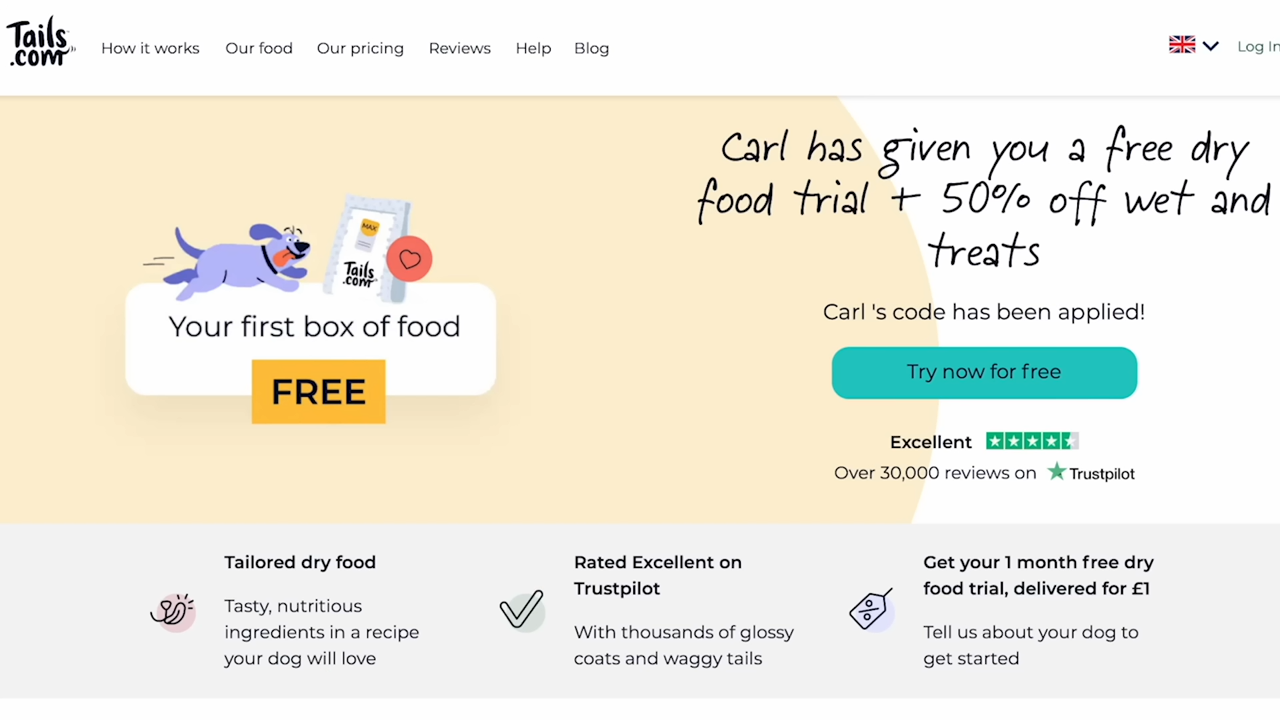 Tails
.com
How it works
Our food
Our pricing
Reviews
Help
Blog
Log In
Carl has given you a free dry
food trial + 50% off wet and
treats
MAX
Tails
.com
Your first box of food
FREE
Carl 's code has been applied!
Try now for free
Excellent
Over 30,000 reviews on Trustpilot
Tailored dry food
Tasty, nutritious
ingredients in a recipe
your dog will love
Rated Excellent on
Trustpilot
With thousands of glossy
coats and waggy tails
Get your 1 month free dry
food trial, delivered for £1
Tell us about your dog to
get started